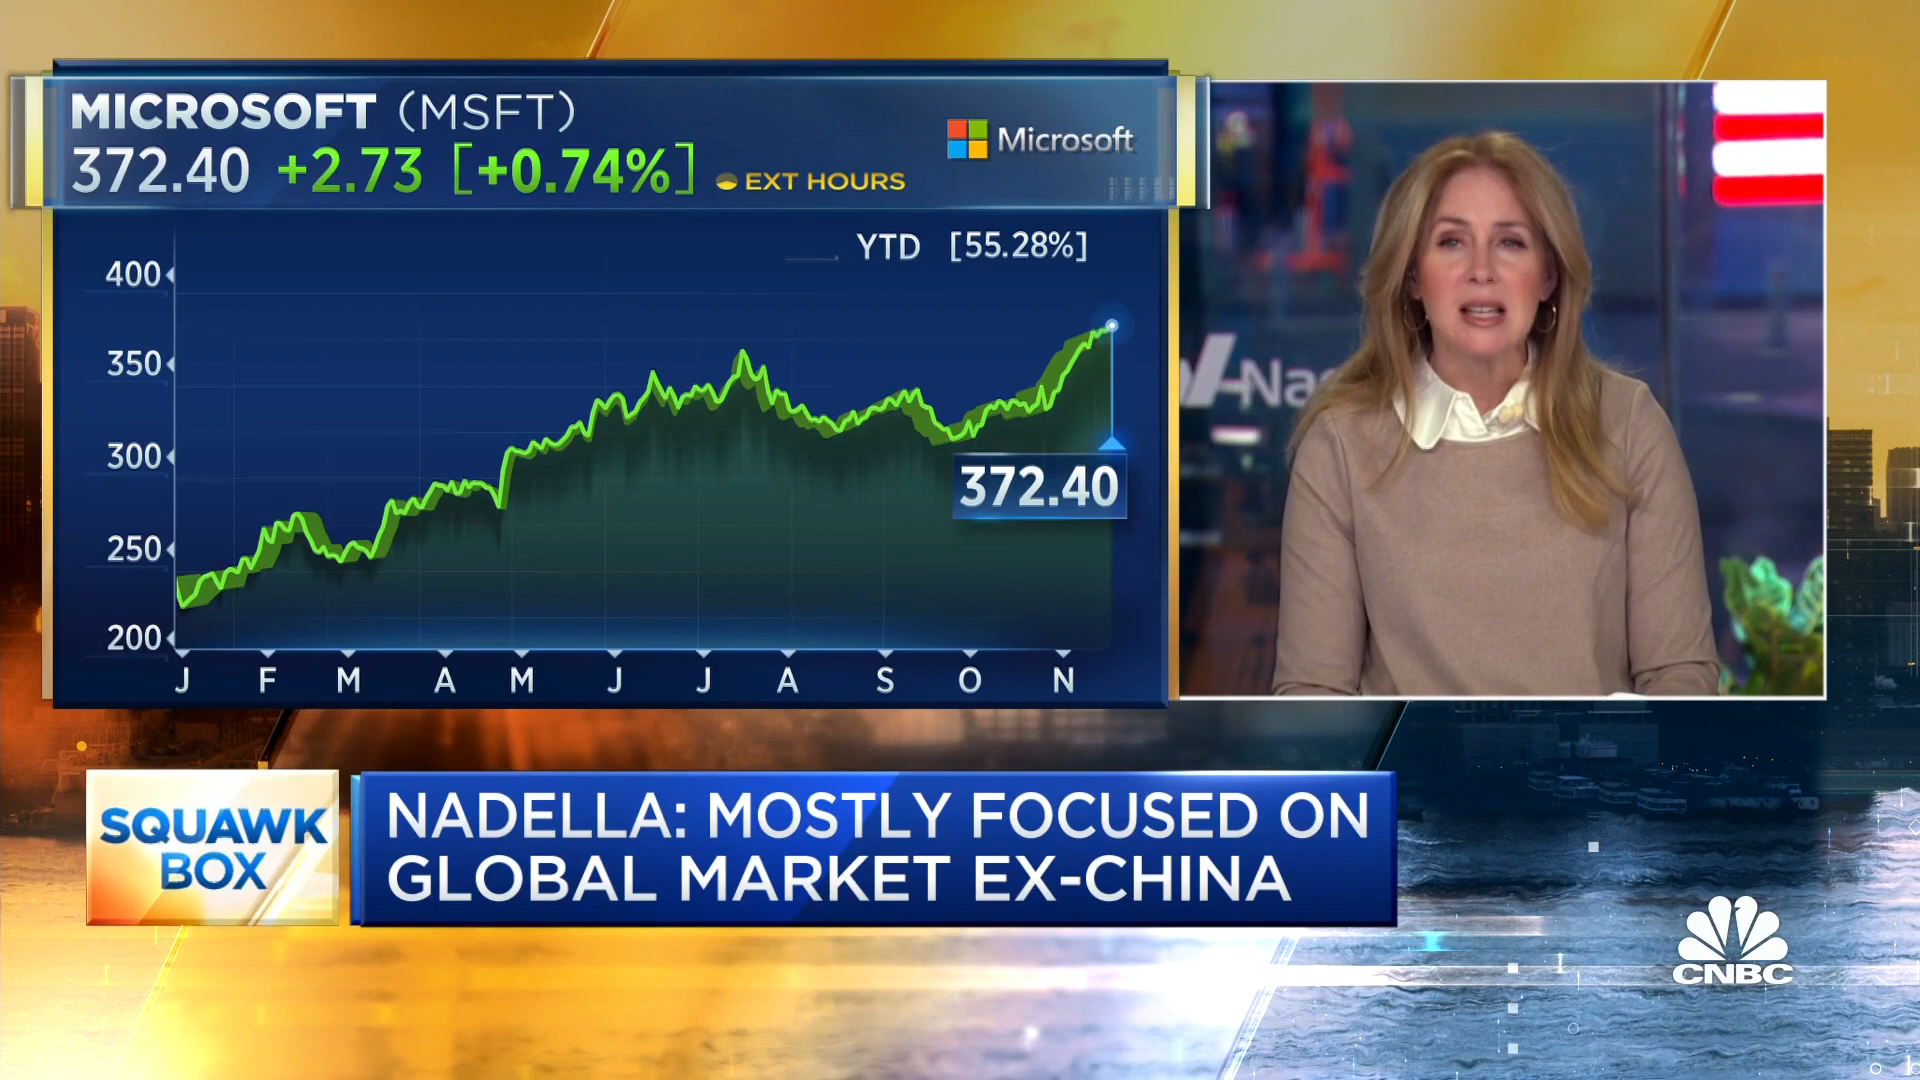 MICROSOFT (MSFT)
372.40 +2.73 [+0.74%] EXT HOURS
Microsoft
YTD [55.28%]
400
350
300
250
200
372.40
J F M A M J J A S O N
Nas
SQUAWK
BOX
NADELLA: MOSTLY FOCUSED ON
GLOBAL MARKET EX-CHINA
CNBC